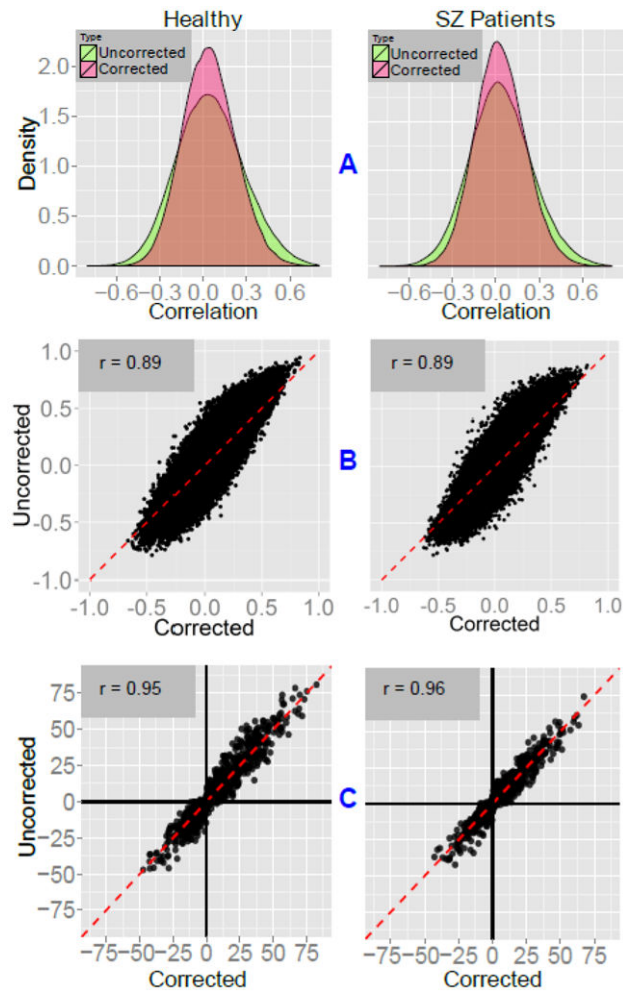 Healthy SZ Patients
Type Type
Uncorrected Uncorrected
Corrected Corrected
2.0
1.5
1.0
0.5
0.0
Density
A
−0.6 −0.3 0.0 0.3 0.6 −0.6 −0.3 0.0 0.3 0.6
Correlation Correlation
1.0
0.5
0.0
-0.5
-1.0
Uncorrected
r = 0.89 r = 0.89
B
-1.0 -0.5 0.0 0.5 1.0 -1.0 -0.5 0.0 0.5 1.0
Corrected Corrected
75
50
25
0
−25
−50
−75
Uncorrected
r = 0.95 r = 0.96
C
−75 −50 −25 0 25 50 75 −75 −50 −25 0 25 50 75
Corrected Corrected